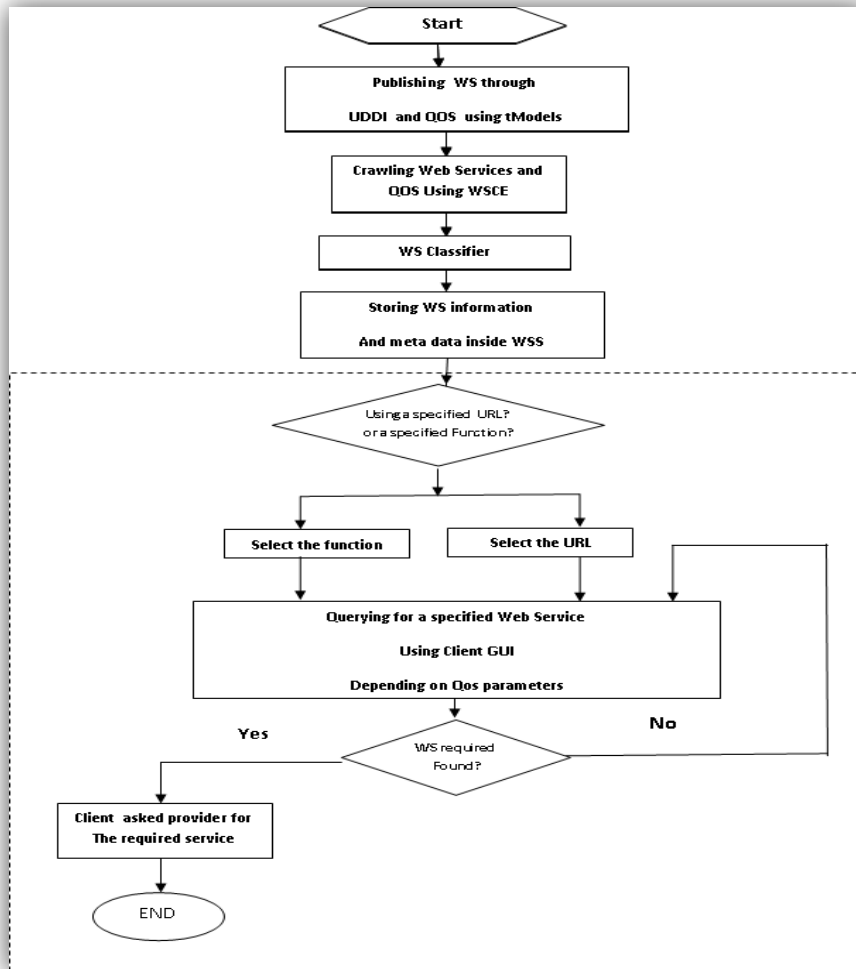 Start
Publishing WS through
UDDI and QOS using tModels
Crawling Web Services and
QOS Using WSCE
WS Classifier
Storing WS information
And meta data inside WSS
Using a specified URL?
or a specified Function?
Select the function
Select the URL
Querying for a specified Web Service
Using Client GUI
Depending on Qos parameters
Yes
No
WS required
Found?
Client asked provider for
The required service
END